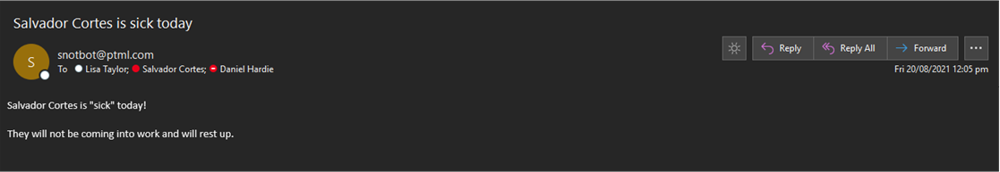 Salvador Cortes is sick today
S
snotbot@ptml.com
To Lisa Taylor; Salvador Cortes; Daniel Hardie
Reply
Reply All
Forward
Fri 20/08/2021 12:05 pm
Salvador Cortes is "sick" today!
They will not be coming into work and will rest up.